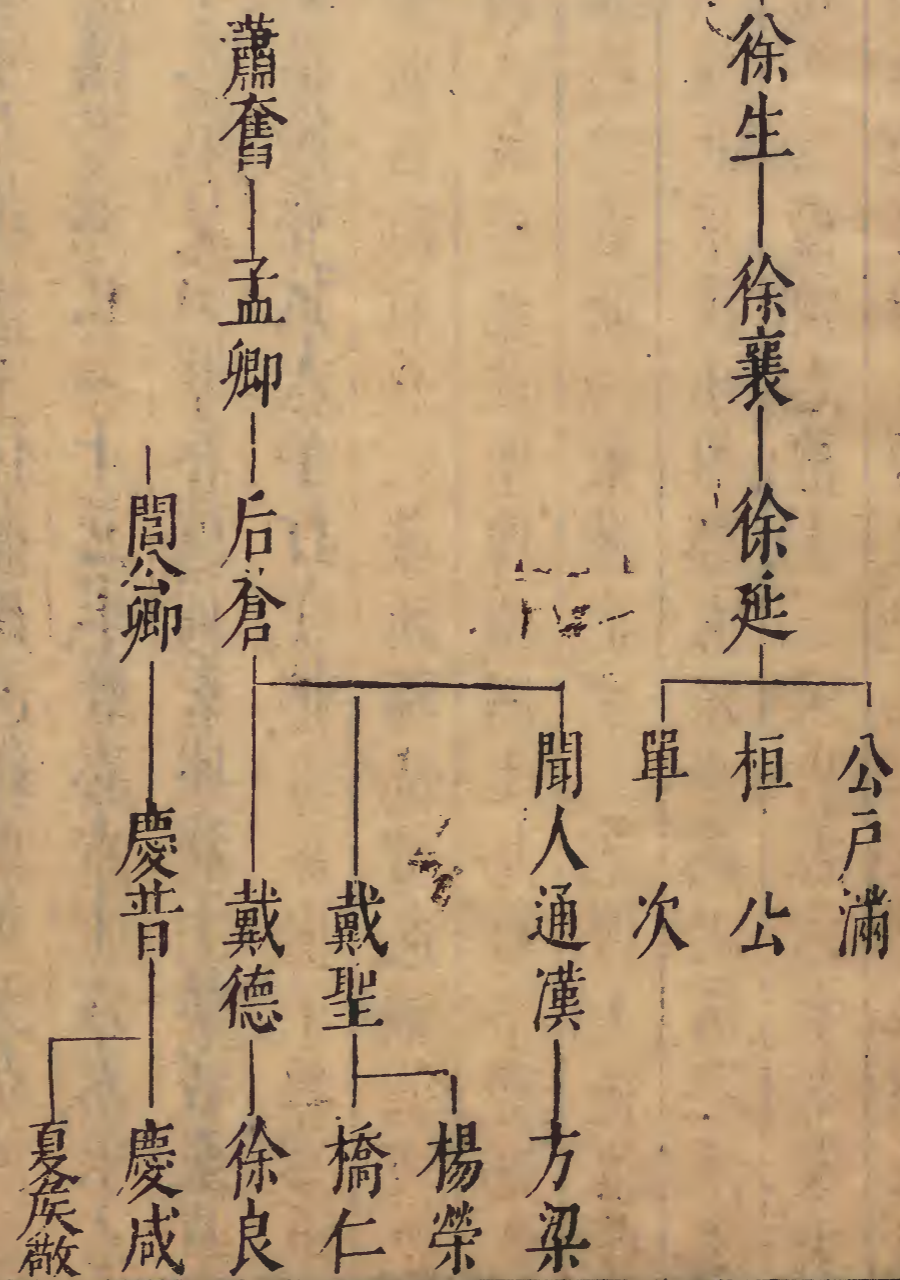 徐生
徐襄
徐延
公戶滿
桓公
單次
蕭奮
孟卿
后倉
聞人通漢
方梁
戴聖
楊榮
橋仁
戴德
徐良
閭公卿
慶普
慶咸
夏侯敬